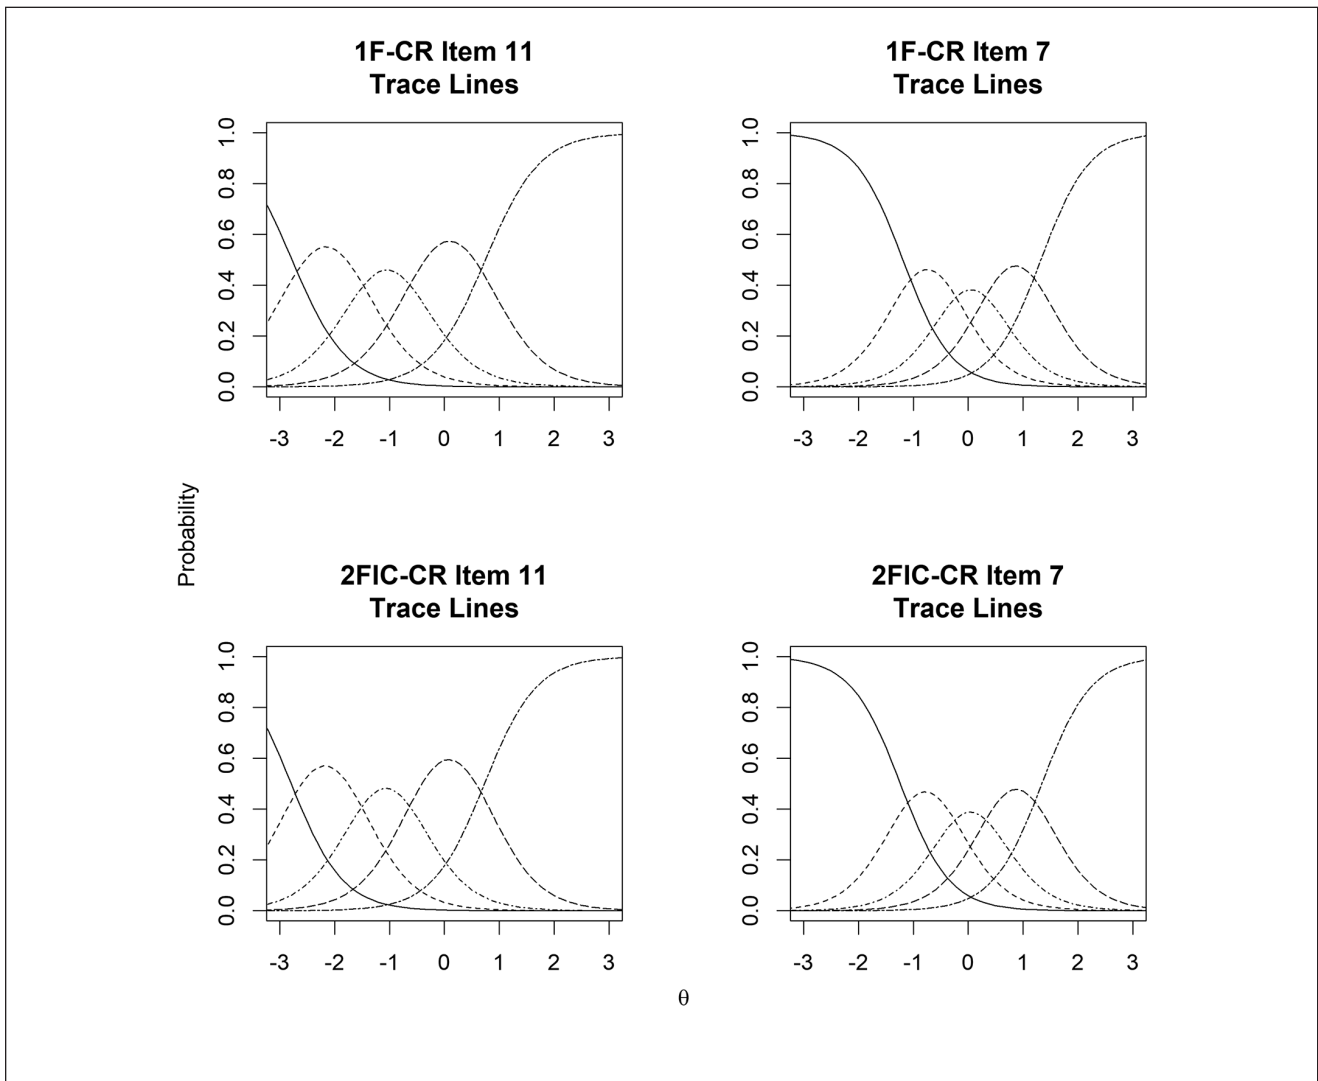 1F-CR Item 11
Trace Lines
1.0
0.8
0.6
0.4
0.2
0.0
-3 -2 -1 0 1 2 3
1F-CR Item 7
Trace Lines
1.0
0.8
0.6
0.4
0.2
0.0
-3 -2 -1 0 1 2 3
Probability
2FIC-CR Item 11
Trace Lines
1.0
0.8
0.6
0.4
0.2
0.0
-3 -2 -1 0 1 2 3
2FIC-CR Item 7
Trace Lines
1.0
0.8
0.6
0.4
0.2
0.0
-3 -2 -1 0 1 2 3
θ